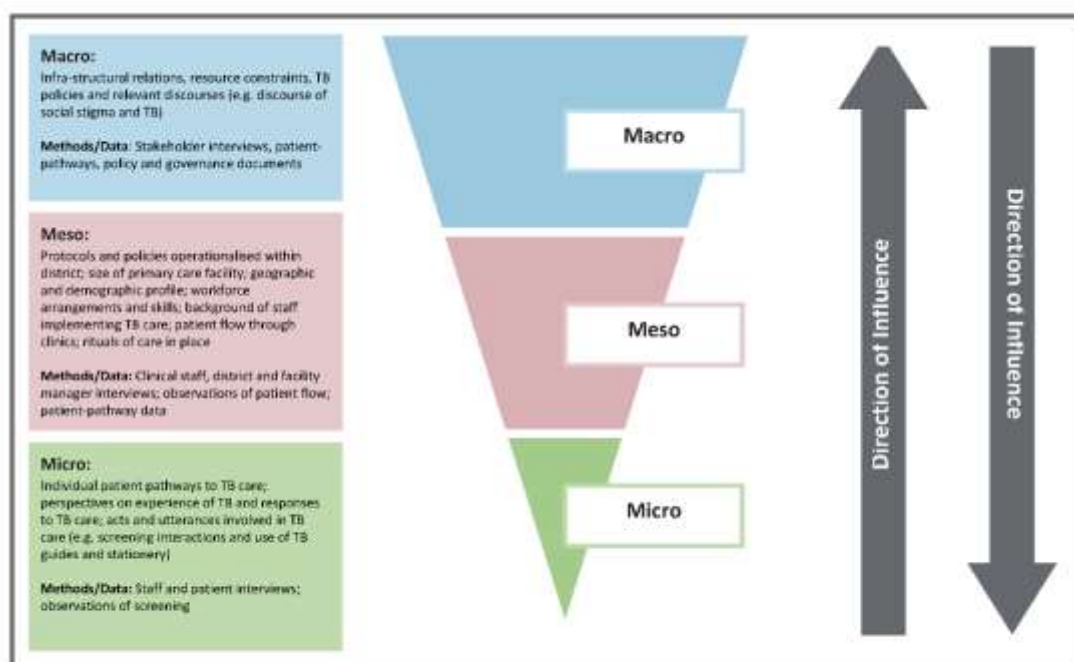 Macro:
Infra-structural relations, resource constraints, TB
policies and relevant discourses (e.g. discourse of
social stigma and TB)
Methods/Data: Stakeholder interviews, patient-
pathways, policy and governance documents
Meso:
Protocols and policies operationalised within
district; size of primary care facility; geographic
and demographic profile; workforce
arrangements and skills; background of staff
implementing TB care; patient flow through
clinics; rituals of care in place
Methods/Data: Clinical staff, district and facility
manager interviews; observations of patient flow;
patient-pathway data
Micro:
Individual patient pathways to TB care;
perspectives on experience of TB and responses
to TB care; acts and utterances involved in TB
care (e.g. screening interactions and use of TB
guides and stationery)
Methods/Data: Staff and patient interviews;
observations of screening
Macro
Meso
Micro
Direction of Influence
Direction of Influence